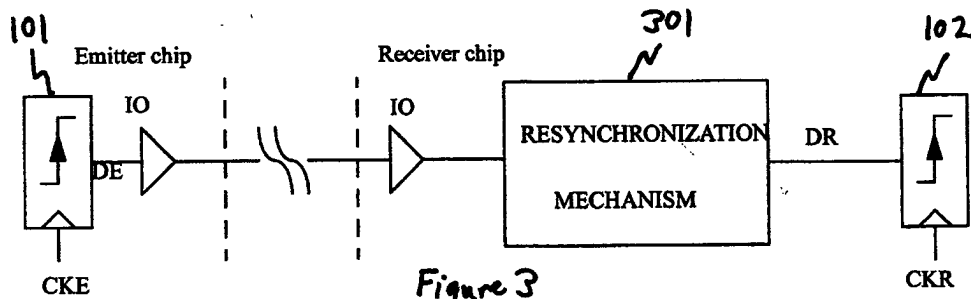 101
301
102
Emitter chip
Receiver chip
IO
IO
RESYNCHRONIZATION
MECHANISM
DE
DR
CKE
CKR
Figure 3